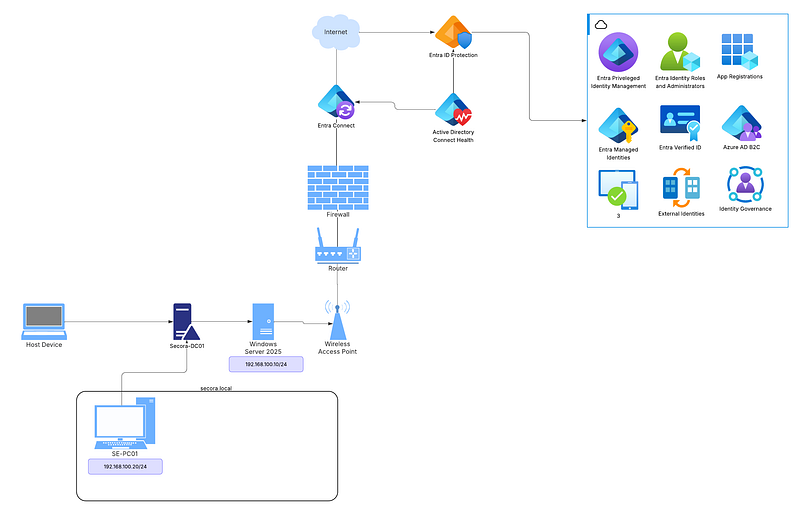 Internet
Entra ID Protection
Entra Priveleged
Identity Management
Entra Identity Roles
and Administrators
App Registrations
Entra Connect
Active Directory
Connect Health
Entra Managed
Identities
Entra Verified ID
Azure AD B2C
3
External Identities
Identity Governance
Firewall
Router
Host Device
Secora-DC01
Windows
Server 2025
192.168.100.10/24
Wireless
Access Point
secora.local
SE-PC01
192.168.100.20/24